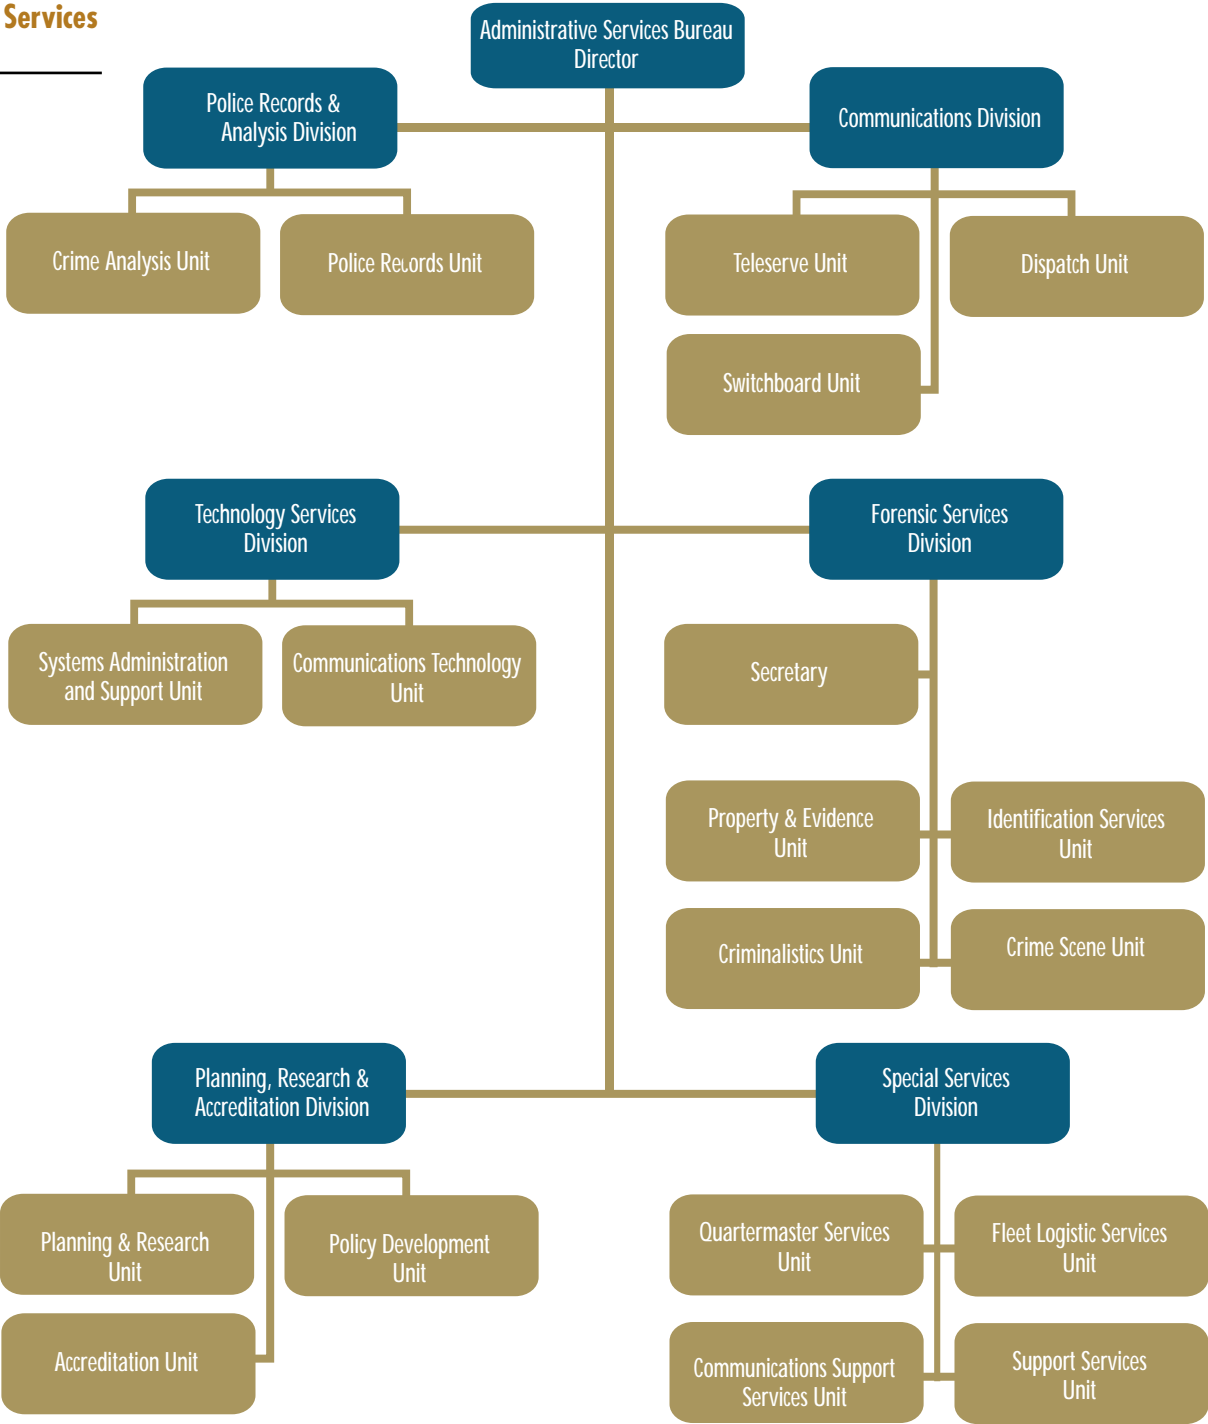 Services
Administrative Services Bureau
Director
Police Records &
Analysis Division
Communications Division
Crime Analysis Unit
Police Records Unit
Teleserve Unit
Dispatch Unit
Switchboard Unit
Technology Services
Division
Forensic Services
Division
Systems Administration
and Support Unit
Communications Technology
Unit
Secretary
Property & Evidence
Unit
Identification Services
Unit
Criminalistics Unit
Crime Scene Unit
Planning, Research &
Accreditation Division
Special Services
Division
Planning & Research
Unit
Policy Development
Unit
Quartermaster Services
Unit
Fleet Logistic Services
Unit
Accreditation Unit
Communications Support
Services Unit
Support Services
Unit